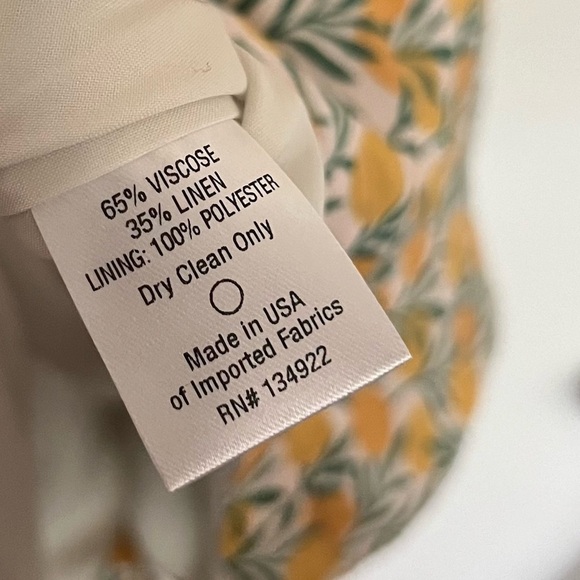 65% VISCOSE
35% LINEN
LINING: 100% POLYESTER
Dry Clean Only
Made in USA
of Imported Fabrics
RN# 134922